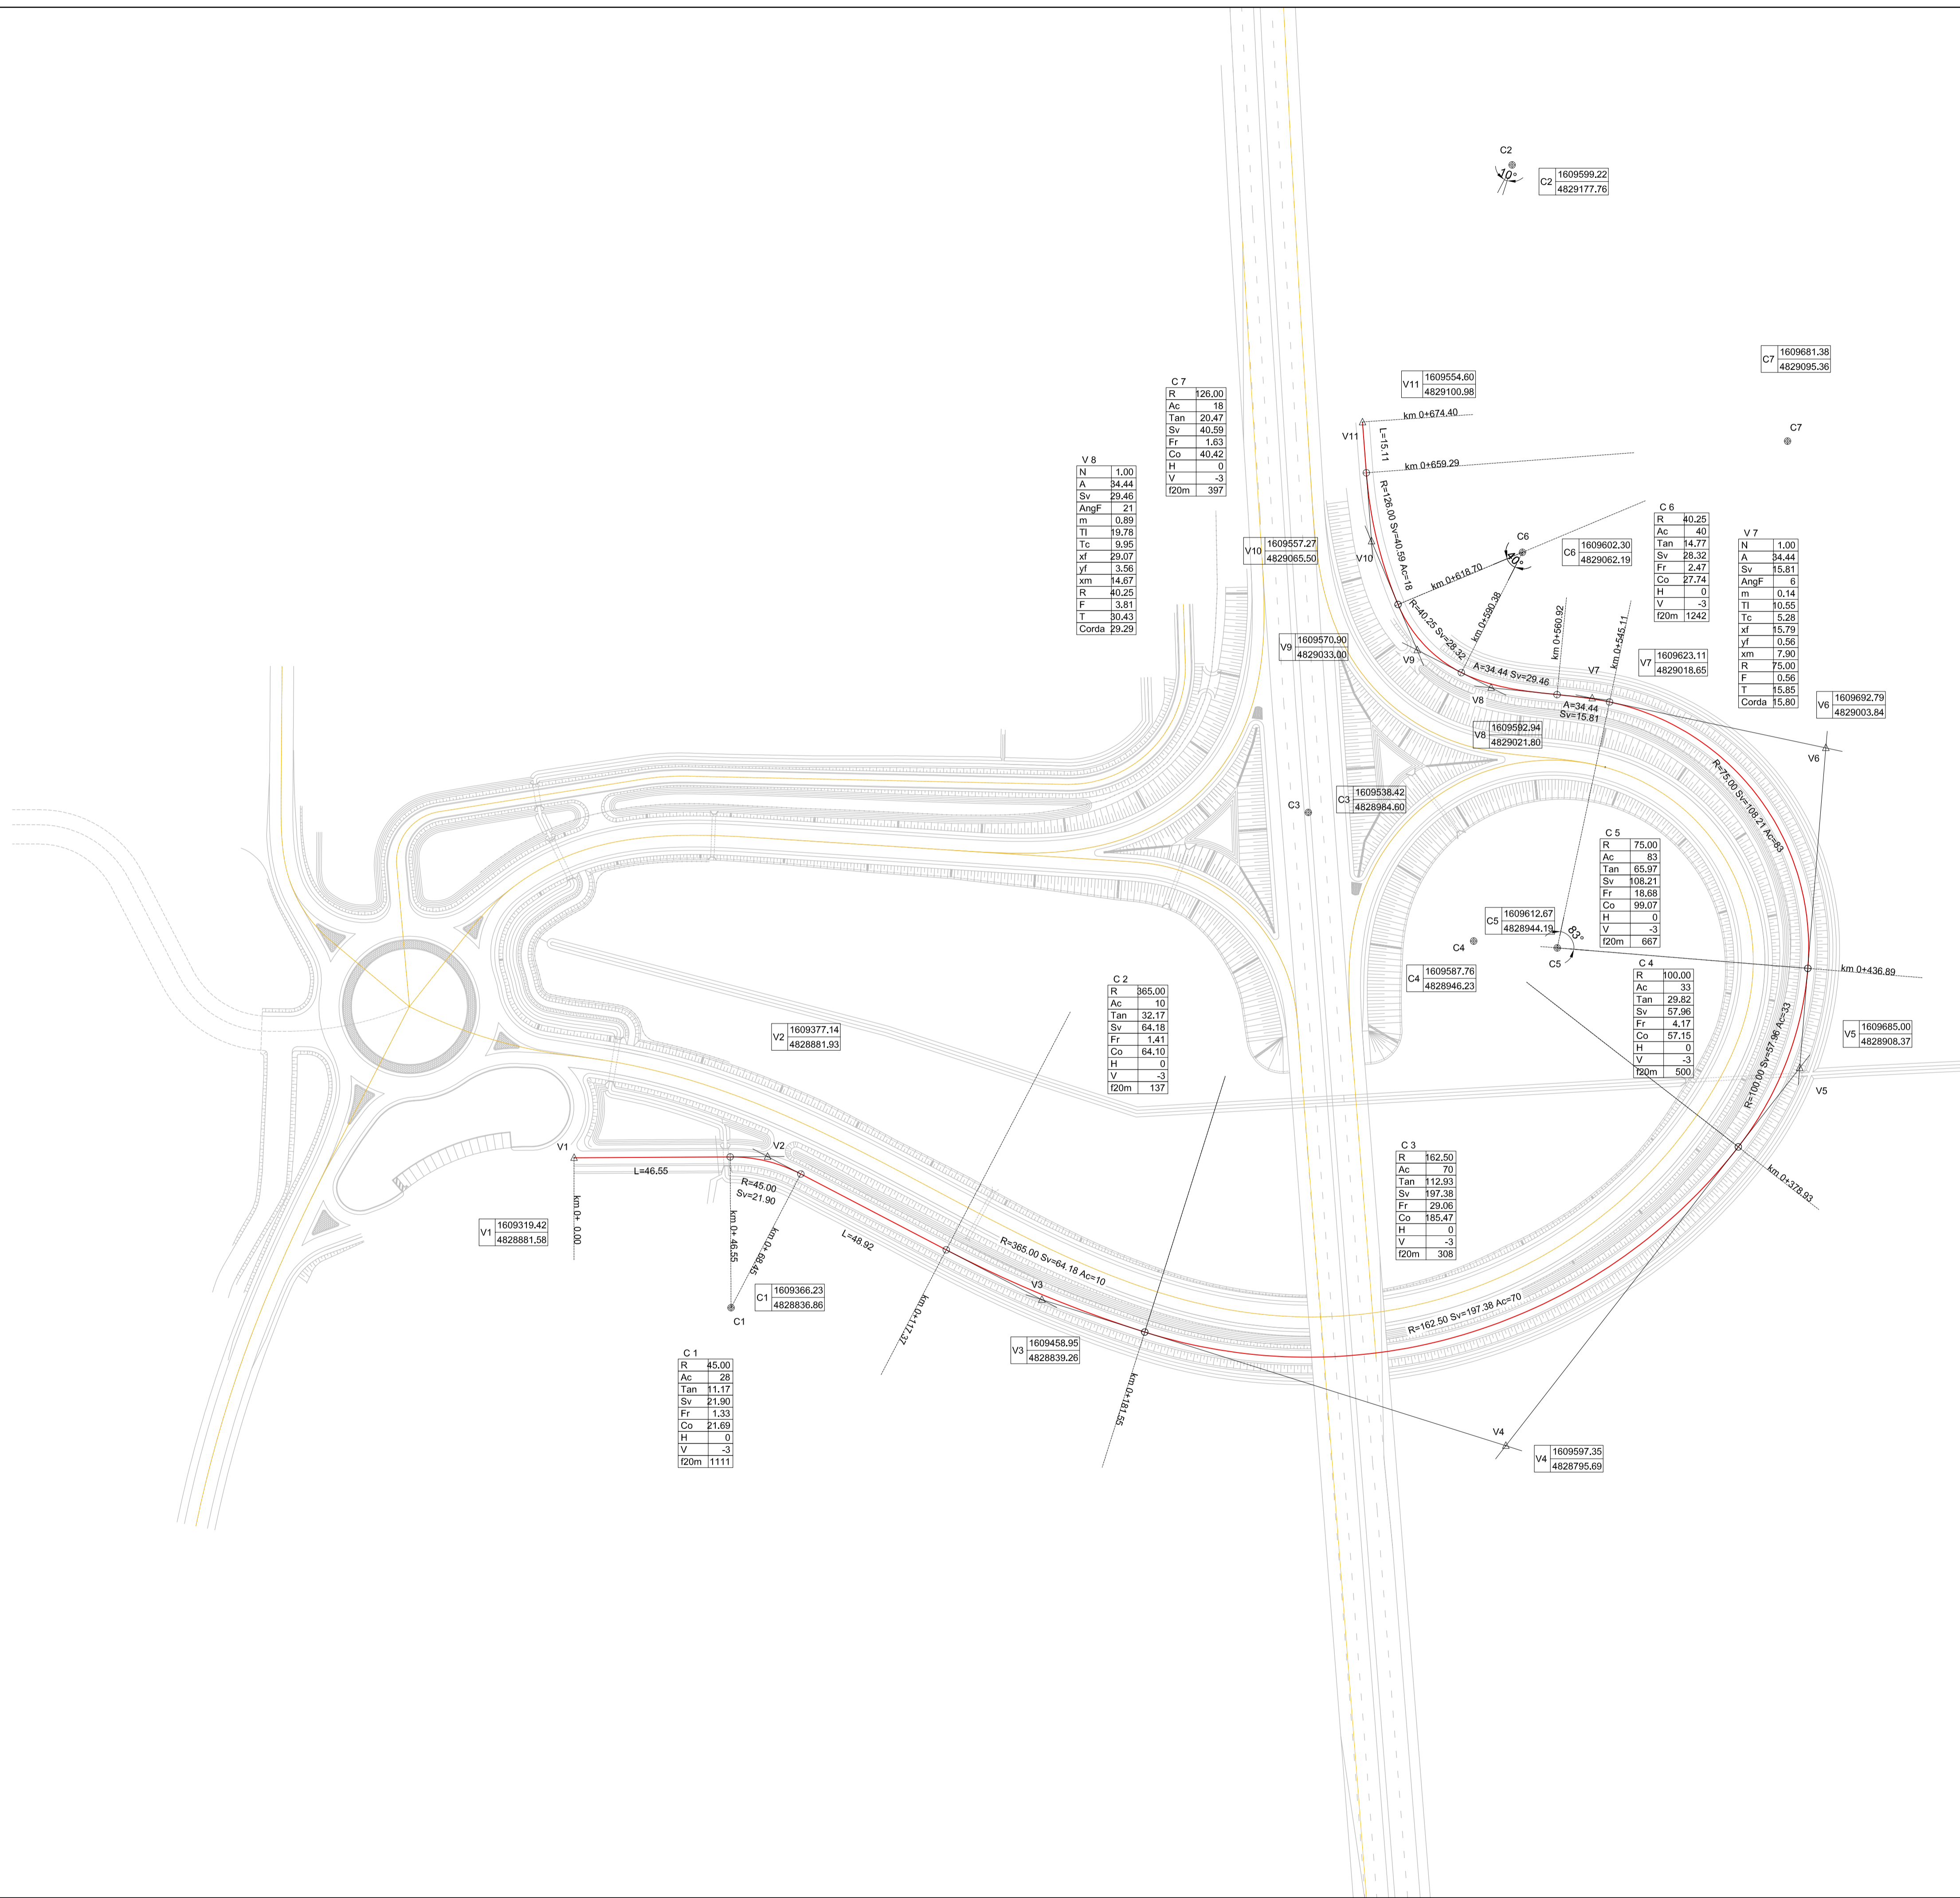 C2
10°
C2 1609599.22
4829177.76
C7 1609681.38
4829095.36
C7
V11 1609554.60
4829100.98
km 0+674.40
V11
L=15.11
km 0+659.29
R=126.00 Sv=40.59 Ac=18
C 7
R 126.00
Ac 18
Tan 20.47
Sv 40.59
Fr 1.63
Co 40.42
H 0
V -3
f20m 397
V 8
N 1.00
A 34.44
Sv 29.46
AngF 21
m 0.89
Tl 19.78
Tc 9.95
xf 29.07
yf 3.56
xm 14.67
R 40.25
F 3.81
T 30.43
Corda 29.29
V10 1609557.27
4829065.50
V10
km 0+618.70
C6
40°
C6 1609602.30
4829062.19
C 6
R 40.25
Ac 40
Tan 14.77
Sv 28.32
Fr 2.47
Co 27.74
H 0
V -3
f20m 1242
V 7
N 1.00
A 34.44
Sv 15.81
AngF 6
m 0.14
Tl 10.55
Tc 5.28
xf 15.79
yf 0.56
xm 7.90
R 75.00
F 0.56
T 15.85
Corda 15.80
R=40.25 Sv=28.32
km 0+590.38
km 0+560.92
km 0+545.11
V9 1609570.90
4829033.00
V9
A=34.44 Sv=29.46
V7
V7 1609623.11
4829018.65
V8
A=34.44
Sv=15.81
V8 1609592.94
4829021.80
V6 1609692.79
4829003.84
V6
R=75.00 Sv=108.21 Ac=83
C3
C3 1609538.42
4828984.60
C 5
R 75.00
Ac 83
Tan 65.97
Sv 108.21
Fr 18.68
Co 99.07
H 0
V -3
f20m 667
C5 1609612.67
4828944.19
83°
C4
C5
C4 1609587.76
4828946.23
km 0+436.89
C 4
R 100.00
Ac 33
Tan 29.82
Sv 57.96
Fr 4.17
Co 57.15
H 0
V -3
f20m 500
V5 1609685.00
4828908.37
V5
R=100.00 Sv=57.96 Ac=33
C 2
R 365.00
Ac 10
Tan 32.17
Sv 64.18
Fr 1.41
Co 64.10
H 0
V -3
f20m 137
V2 1609377.14
4828881.93
V1
V2
L=46.55
R=45.00
Sv=21.90
km 0+ 0.00
km 0+ 46.55
km 0+ 68.45
V1 1609319.42
4828881.58
L=48.92
C 3
R 162.50
Ac 70
Tan 112.93
Sv 197.38
Fr 29.06
Co 185.47
H 0
V -3
f20m 308
km 0+378.93
R=365.00 Sv=64.18 Ac=10
V3
C1 1609366.23
4828836.86
C1
km 0+117.37
R=162.50 Sv=197.38 Ac=70
V3 1609458.95
4828839.26
km 0+181.55
C 1
R 45.00
Ac 28
Tan 11.17
Sv 21.90
Fr 1.33
Co 21.69
H 0
V -3
f20m 1111
V4
V4 1609597.35
4828795.69